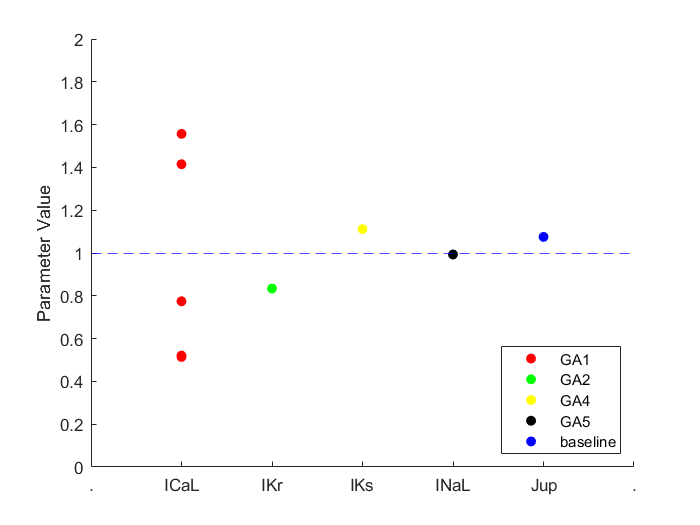 2
1.8
1.6
1.4
1.2
1
0.8
0.6
0.4
0.2
0
Parameter Value
. ICaL IKr IKs INaL Jup .
GA1
GA2
GA4
GA5
baseline